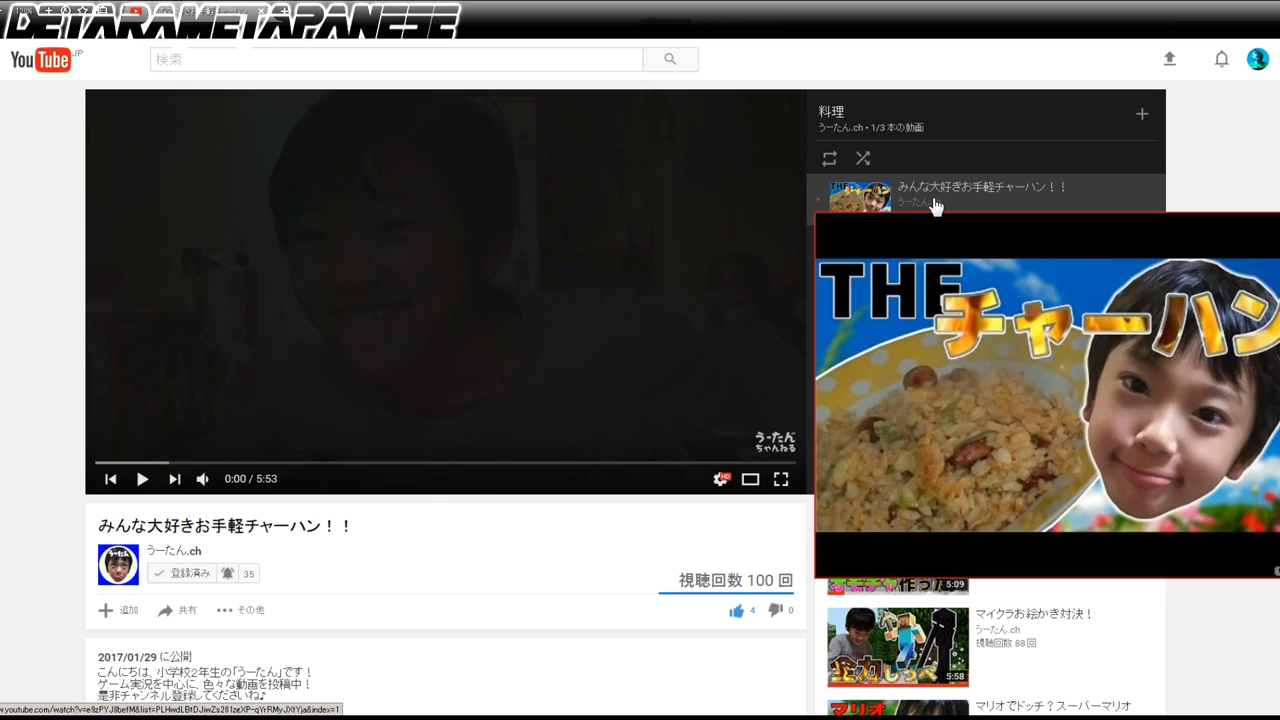 DETARAMETAPANESE
YouTube JP
検索
料理
うーたん.ch • 1/3 本の動画
THE
みんな大好きお手軽チャーハン！！
うーたん
THE
チャーハン
うーたん
ちゃんねる
0:00 / 5:53
HD
みんな大好きお手軽チャーハン！！
うーたん.ch
登録済み 35
視聴回数 100 回
追加 共有 その他
4 0
5:09
マイクラお絵かき対決！
うーたん.ch
視聴回数 88 回
全力しっぺ
5:58
2017/01/29 に公開
こんにちは、小学校2年生の「うーたん」です！
ゲーム実況を中心に、色々な動画を投稿中！
是非チャンネル登録してくださいね♪
マリオでドッチ？スーパーマリオ
マリオ